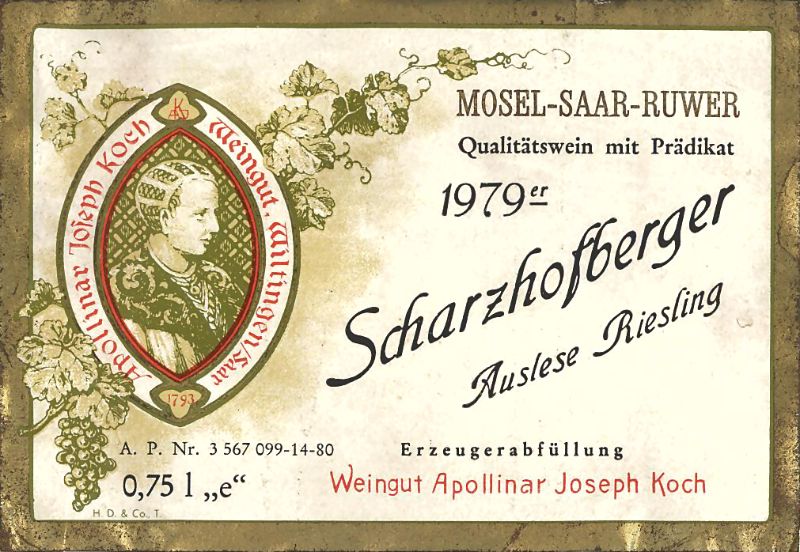 MOSEL-SAAR-RUWER
Qualitätswein mit Prädikat
1979er
Scharzhofberger
Auslese Riesling
Apollinar Joseph Koch
Weingut, Wiltingen/Saar
1793
A. P. Nr. 3 567 099-14-80
Erzeugerabfüllung
0,75 l „e“
Weingut Apollinar Joseph Koch
H. D. & Co., T.